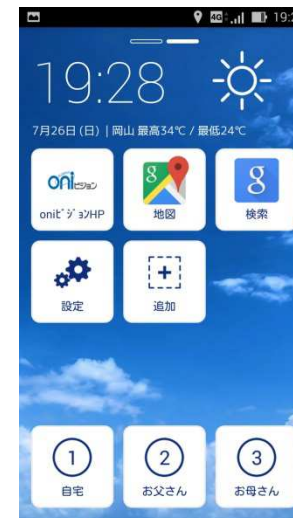 4G 19:2
19:28
7月26日 (日) | 岡山 最高34℃ / 最低24℃
oniビジョン
8
8
oniﾋﾞｼﾞｮﾝHP
地図
検索
設定
追加
1
2
3
自宅
お父さん
お母さん